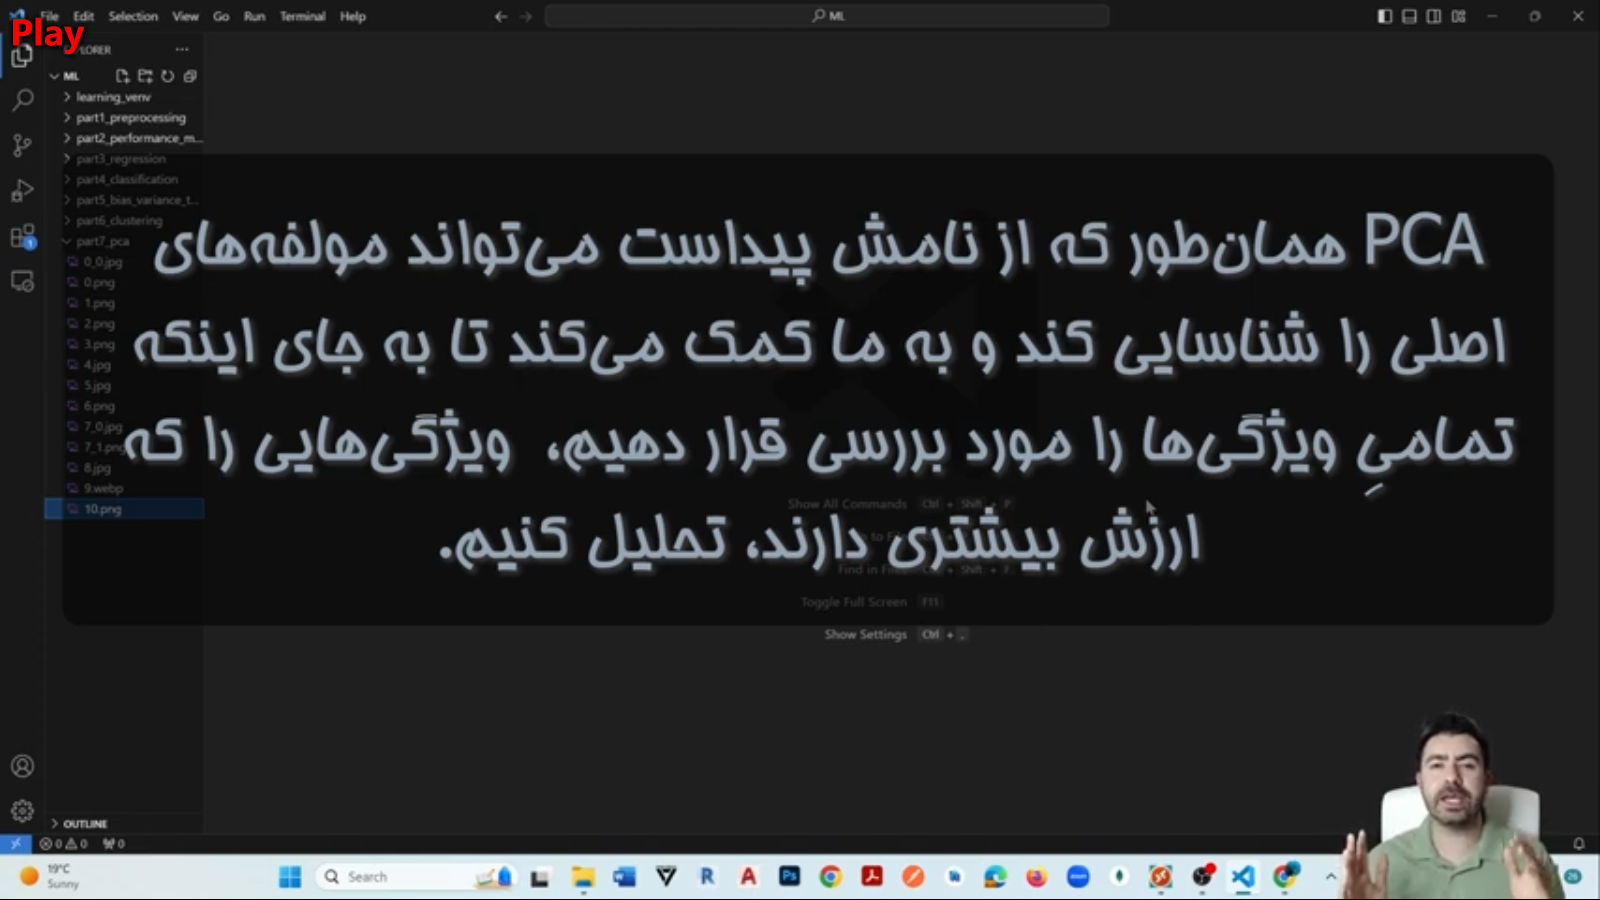 File Edit Selection View Go Run Terminal Help
ML
Play
ML
learning_venv
part1_preprocessing
part2_performance_m...
part3_regression
part4_classification
part5_bias_variance_t...
part6_clustering
part7_pca
0_0.jpg
0.png
1.png
2.png
3.png
4.jpg
5.jpg
6.png
7_0.jpg
7_1.png
8.jpg
9.webp
10.png
PCA همان‌طور که از نامش پیداست می‌تواند مولفه‌های
اصلی را شناسایی کند و به ما کمک می‌کند تا به جای اینکه
تمامیِ ویژگی‌ها را مورد بررسی قرار دهیم، ویژگی‌هایی را که
ارزش بیشتری دارند، تحلیل کنیم.
Show All Commands Ctrl + Shift + P
Find in Files Shift + F
Toggle Full Screen F11
Show Settings Ctrl + ,
OUTLINE
0 0 0
19°C
Sunny
Search
26